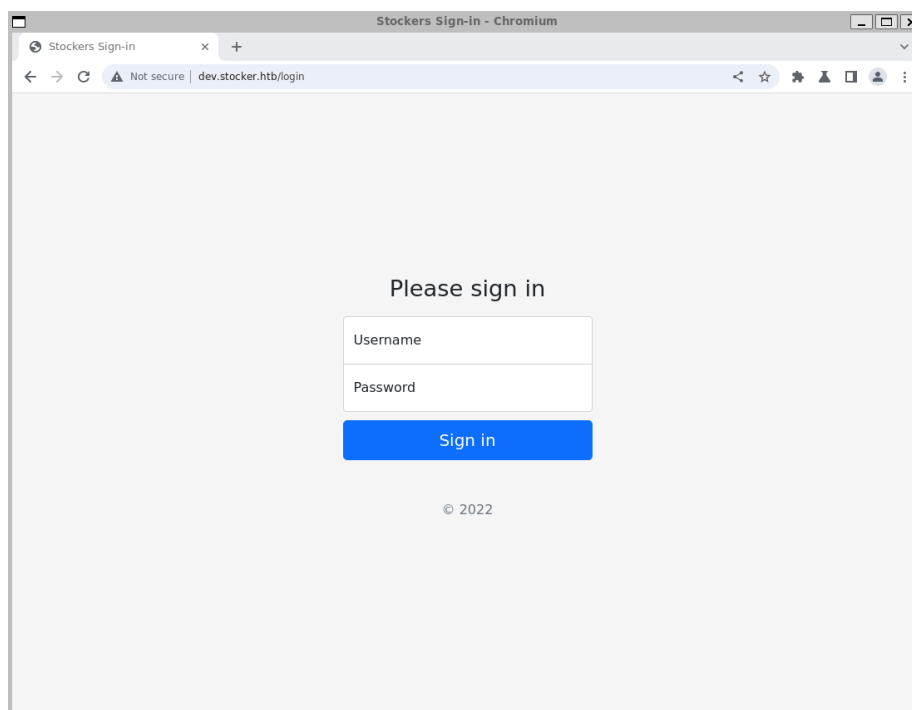 Stockers Sign-in - Chromium
Stockers Sign-in
Not secure dev.stocker.htb/login
Please sign in
Username
Password
Sign in
© 2022